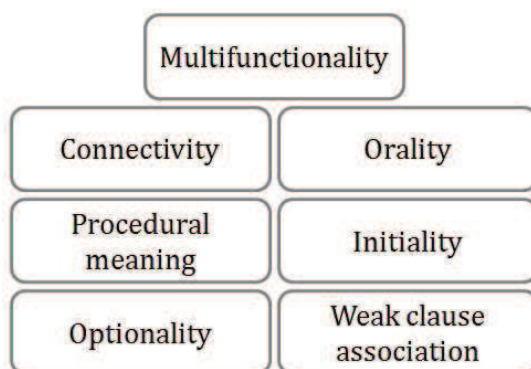 Multifunctionality
Connectivity
Orality
Procedural
meaning
Initiality
Optionality
Weak clause
association